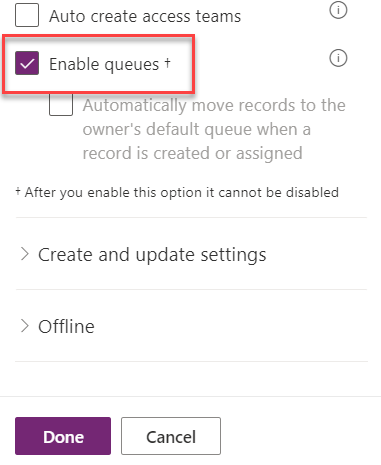 Auto create access teams
Enable queues †
Automatically move records to the
owner's default queue when a
record is created or assigned
† After you enable this option it cannot be disabled
Create and update settings
Offline
Done Cancel